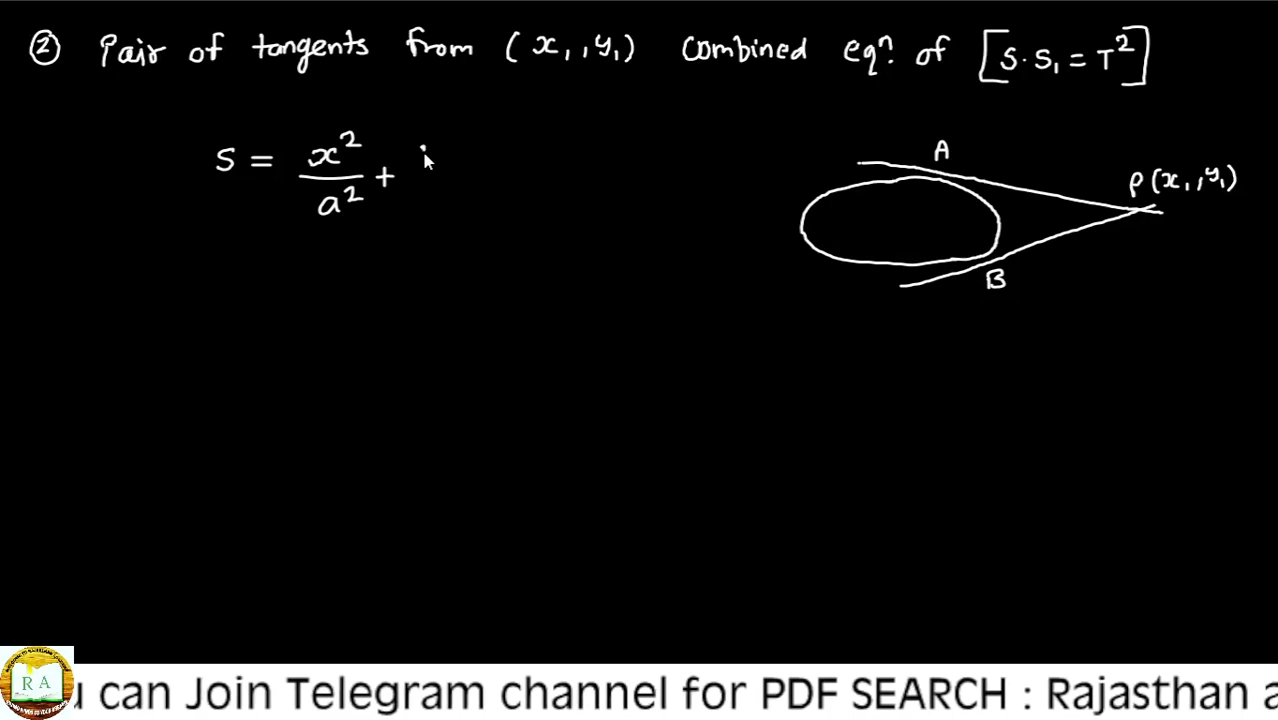 ② Pair of tangents from (x₁, y₁) combined eqⁿ. of [S·S₁ = T²]
S = x²/a² +
A
P(x₁, y₁)
B
R A
u can Join Telegram channel for PDF SEARCH : Rajasthan a